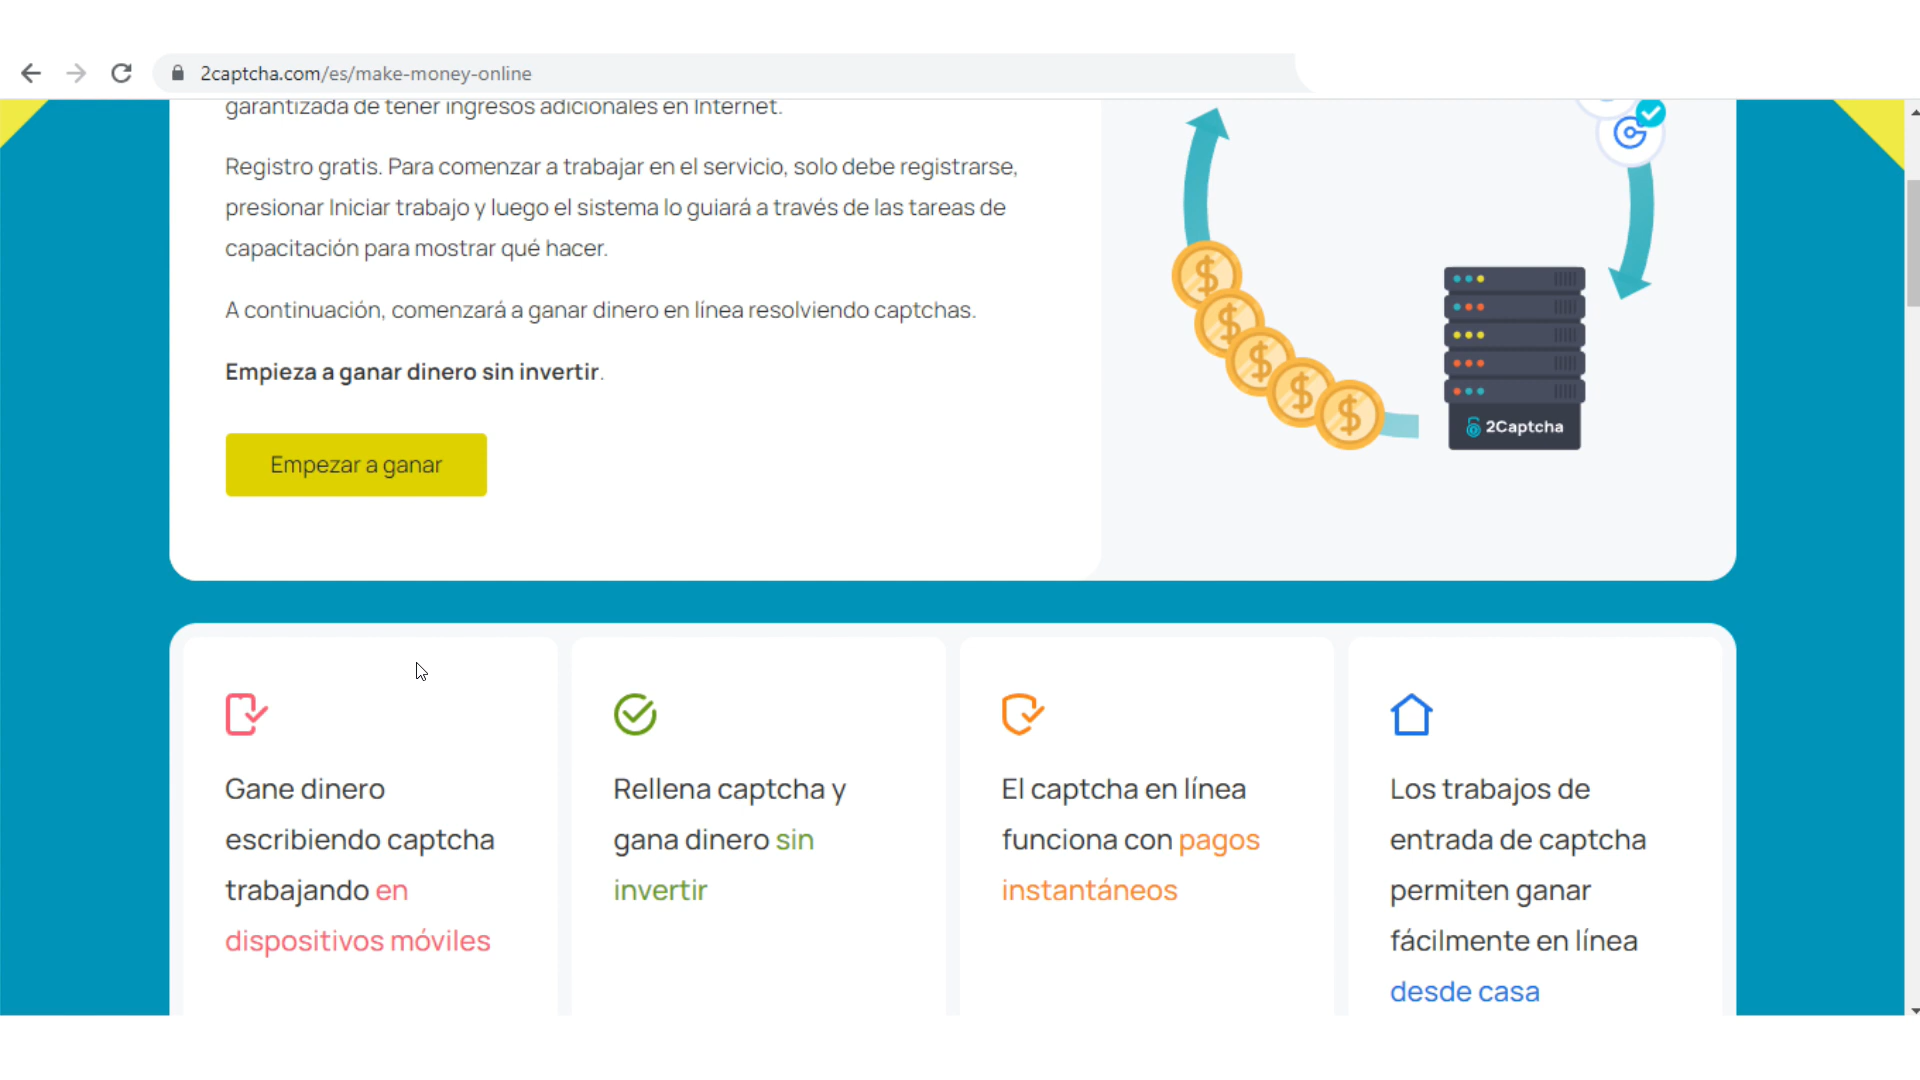 2captcha.com/es/make-money-online
garantizada de tener ingresos adicionales en Internet.
Registro gratis. Para comenzar a trabajar en el servicio, solo debe registrarse,
presionar Iniciar trabajo y luego el sistema lo guiará a través de las tareas de
capacitación para mostrar qué hacer.
A continuación, comenzará a ganar dinero en línea resolviendo captchas.
Empieza a ganar dinero sin invertir.
Empezar a ganar
2Captcha
Gane dinero
escribiendo captcha
trabajando en
dispositivos móviles
Rellena captcha y
gana dinero sin
invertir
El captcha en línea
funciona con pagos
instantáneos
Los trabajos de
entrada de captcha
permiten ganar
fácilmente en línea
desde casa